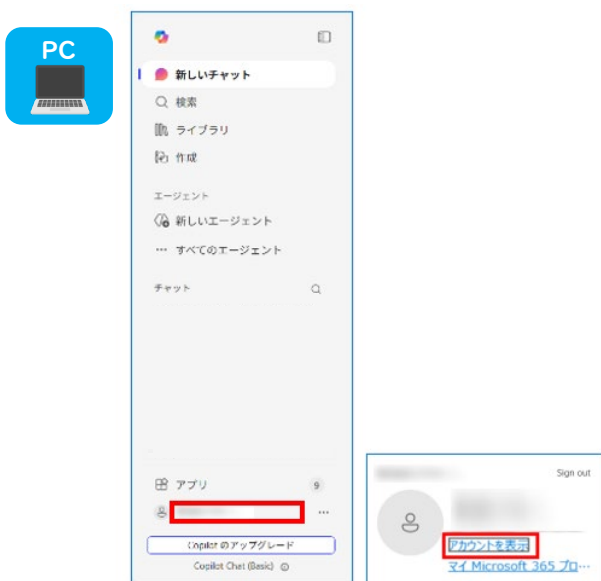 PC
新しいチャット
検索
ライブラリ
作成
エージェント
新しいエージェント
… すべてのエージェント
チャット
アプリ 9
…
Copilot のアップグレード
Copilot Chat (Basic)
Sign out
アカウントを表示
マイ Microsoft 365 プロ…